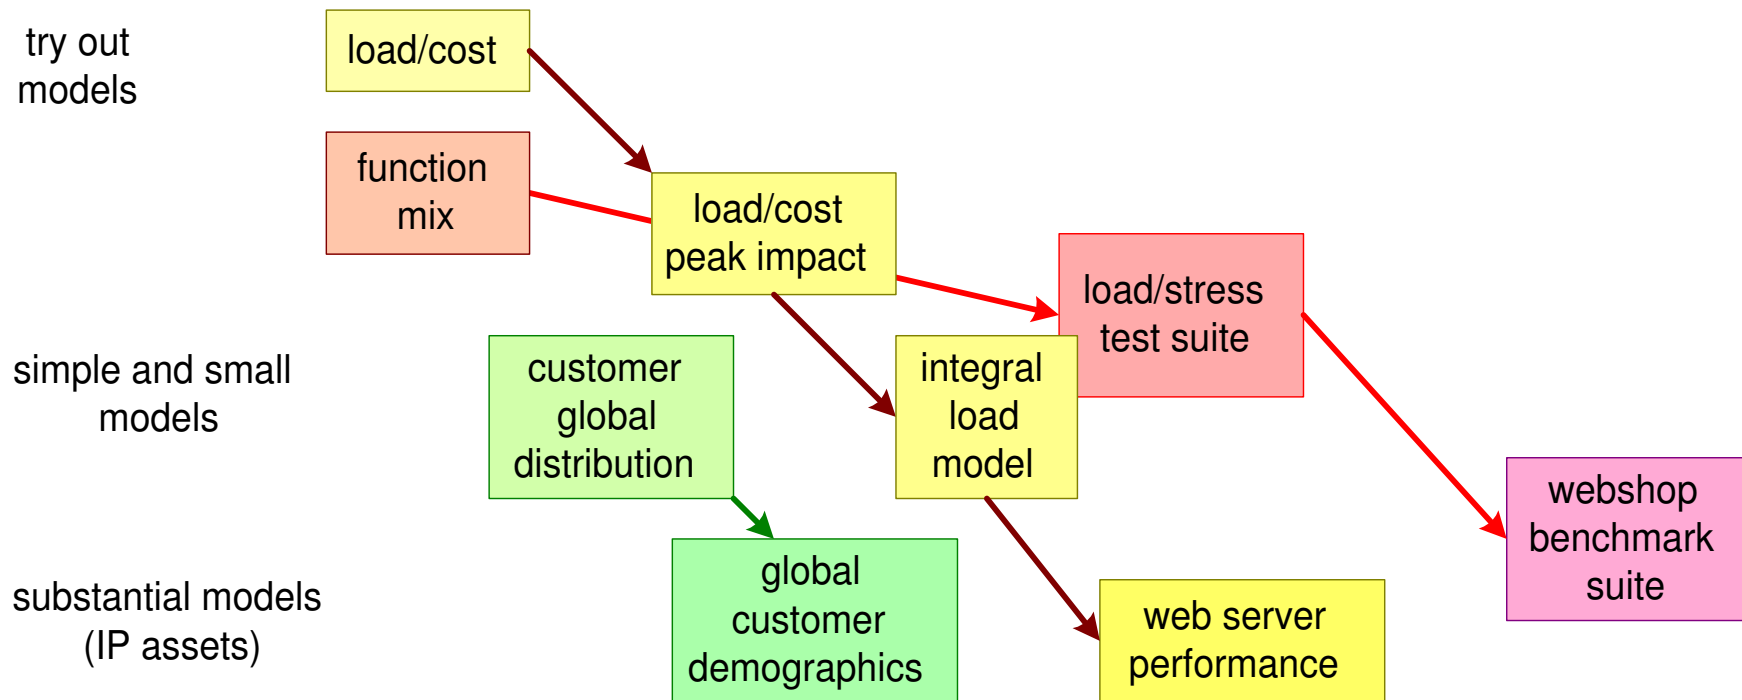 try out
models
load/cost
function
mix
load/cost
peak impact
load/stress
test suite
simple and small
models
customer
global
distribution
integral
load
model
webshop
benchmark
suite
substantial models
(IP assets)
global
customer
demographics
web server
performance